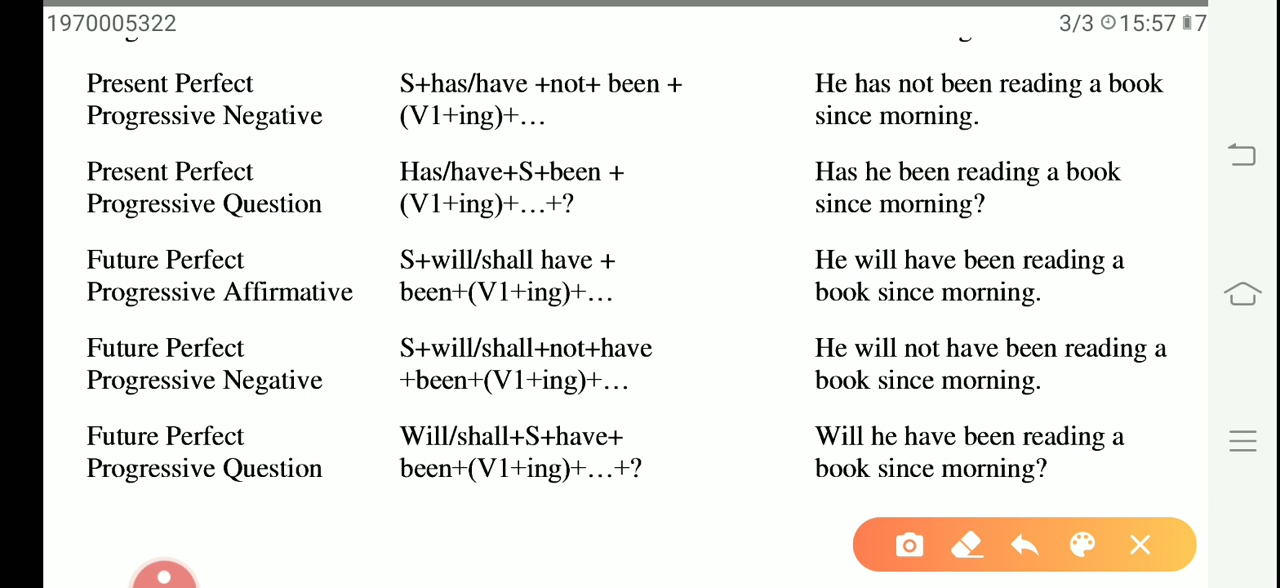 1970005322
3/3 15:57 7
Present Perfect S+has/have +not+ been + He has not been reading a book
Progressive Negative (V1+ing)+… since morning.
Present Perfect Has/have+S+been + Has he been reading a book
Progressive Question (V1+ing)+…+? since morning?
Future Perfect S+will/shall have + He will have been reading a
Progressive Affirmative been+(V1+ing)+… book since morning.
Future Perfect S+will/shall+not+have He will not have been reading a
Progressive Negative +been+(V1+ing)+… book since morning.
Future Perfect Will/shall+S+have+ Will he have been reading a
Progressive Question been+(V1+ing)+…+? book since morning?